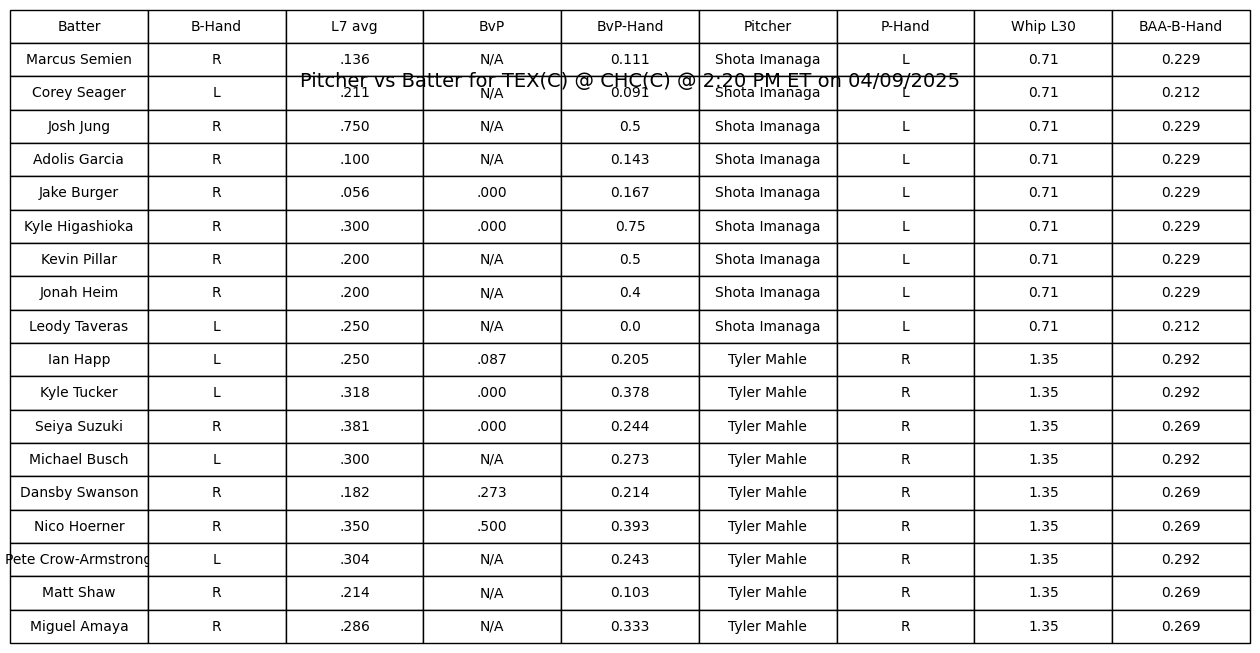 Batter B-Hand L7 avg BvP BvP-Hand Pitcher P-Hand Whip L30 BAA-B-Hand
Marcus Semien R .136 N/A 0.111 Shota Imanaga L 0.71 0.229
Pitcher vs Batter for TEX(C) @ CHC(C) @ 2:20 PM ET on 04/09/2025
Corey Seager L .211 N/A 0.091 Shota Imanaga L 0.71 0.212
Josh Jung R .750 N/A 0.5 Shota Imanaga L 0.71 0.229
Adolis Garcia R .100 N/A 0.143 Shota Imanaga L 0.71 0.229
Jake Burger R .056 .000 0.167 Shota Imanaga L 0.71 0.229
Kyle Higashioka R .300 .000 0.75 Shota Imanaga L 0.71 0.229
Kevin Pillar R .200 N/A 0.5 Shota Imanaga L 0.71 0.229
Jonah Heim R .200 N/A 0.4 Shota Imanaga L 0.71 0.229
Leody Taveras L .250 N/A 0.0 Shota Imanaga L 0.71 0.212
Ian Happ L .250 .087 0.205 Tyler Mahle R 1.35 0.292
Kyle Tucker L .318 .000 0.378 Tyler Mahle R 1.35 0.292
Seiya Suzuki R .381 .000 0.244 Tyler Mahle R 1.35 0.269
Michael Busch L .300 N/A 0.273 Tyler Mahle R 1.35 0.292
Dansby Swanson R .182 .273 0.214 Tyler Mahle R 1.35 0.269
Nico Hoerner R .350 .500 0.393 Tyler Mahle R 1.35 0.269
Pete Crow-Armstrong L .304 N/A 0.243 Tyler Mahle R 1.35 0.292
Matt Shaw R .214 N/A 0.103 Tyler Mahle R 1.35 0.269
Miguel Amaya R .286 N/A 0.333 Tyler Mahle R 1.35 0.269